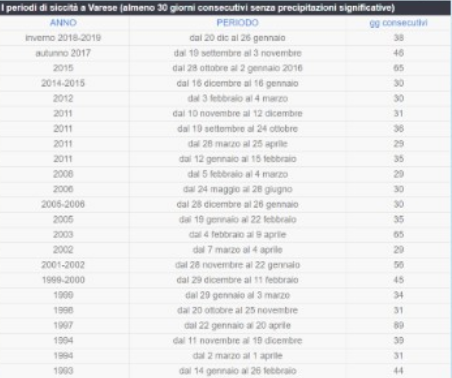 I periodi di siccità a Varese (almeno 30 giorni consecutivi senza precipitazioni significative)
ANNO PERIODO gg consecutivi
inverno 2018-2019 dal 20 dic al 26 gennaio 38
autunno 2017 dal 19 settembre al 3 novembre 46
2015 dal 28 ottobre al 2 gennaio 2016 65
2014-2015 dal 16 dicembre al 16 gennaio 30
2012 dal 3 febbraio al 4 marzo 30
2011 dal 10 novembre al 12 dicembre 31
2011 dal 19 settembre al 24 ottobre 36
2011 dal 28 marzo al 25 aprile 29
2011 dal 12 gennaio al 15 febbraio 35
2008 dal 5 febbraio al 4 marzo 29
2006 dal 24 maggio al 28 giugno 30
2005-2006 dal 28 dicembre al 26 gennaio 30
2005 dal 19 gennaio al 22 febbraio 35
2003 dal 4 febbraio al 9 aprile 65
2002 dal 7 marzo al 4 aprile 29
2001-2002 dal 28 novembre al 22 gennaio 56
1999-2000 dal 29 dicembre al 11 febbraio 45
1999 dal 29 gennaio al 3 marzo 34
1998 dal 20 ottobre al 25 novembre 31
1997 dal 22 gennaio al 20 aprile 89
1994 dal 11 novembre al 19 dicembre 39
1994 dal 2 marzo al 1 aprile 31
1993 dal 14 gennaio al 26 febbraio 44